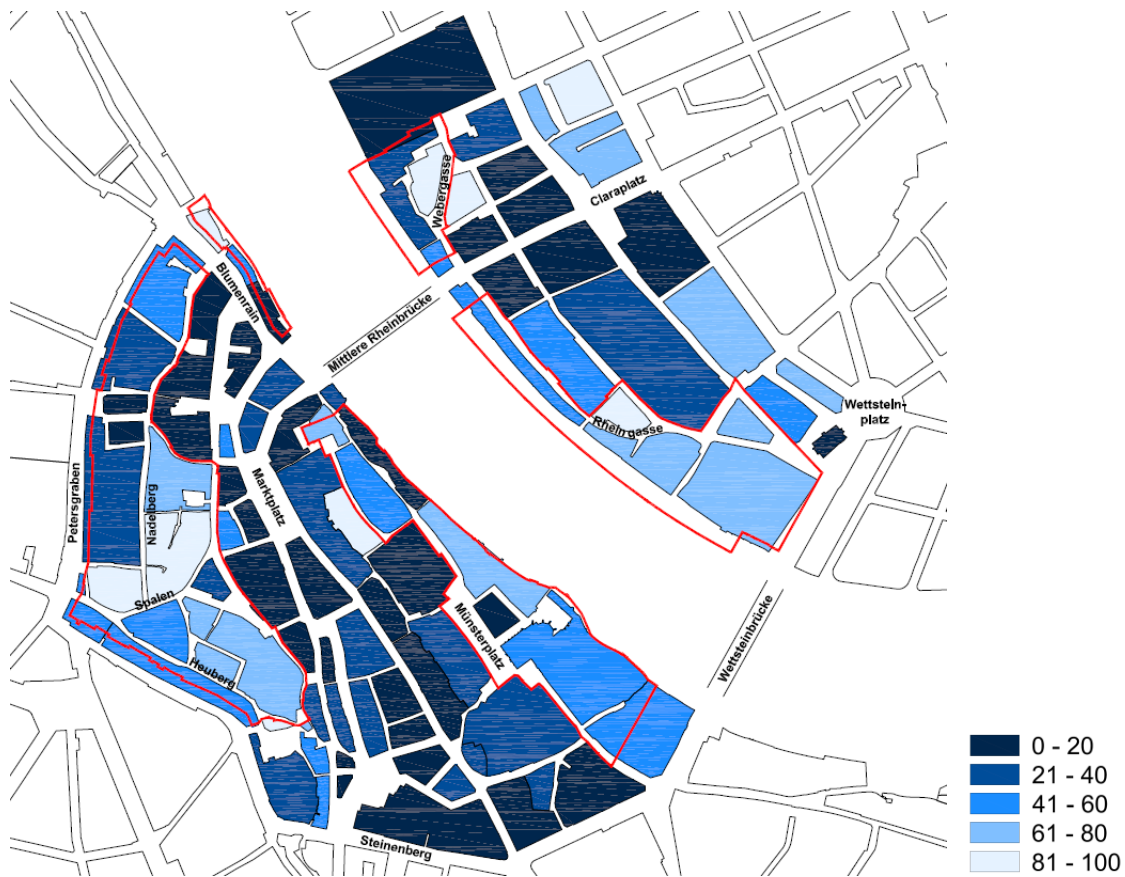 Webergasse
Claraplatz
Blumenrain
Mittlere Rheinbrücke
Wettstein-
platz
Rheingasse
Petersgraben
Nadelberg
Marktplatz
Spalen
Münsterplatz
Wettsteinbrücke
Heuberg
Steinenberg
0 - 20
21 - 40
41 - 60
61 - 80
81 - 100